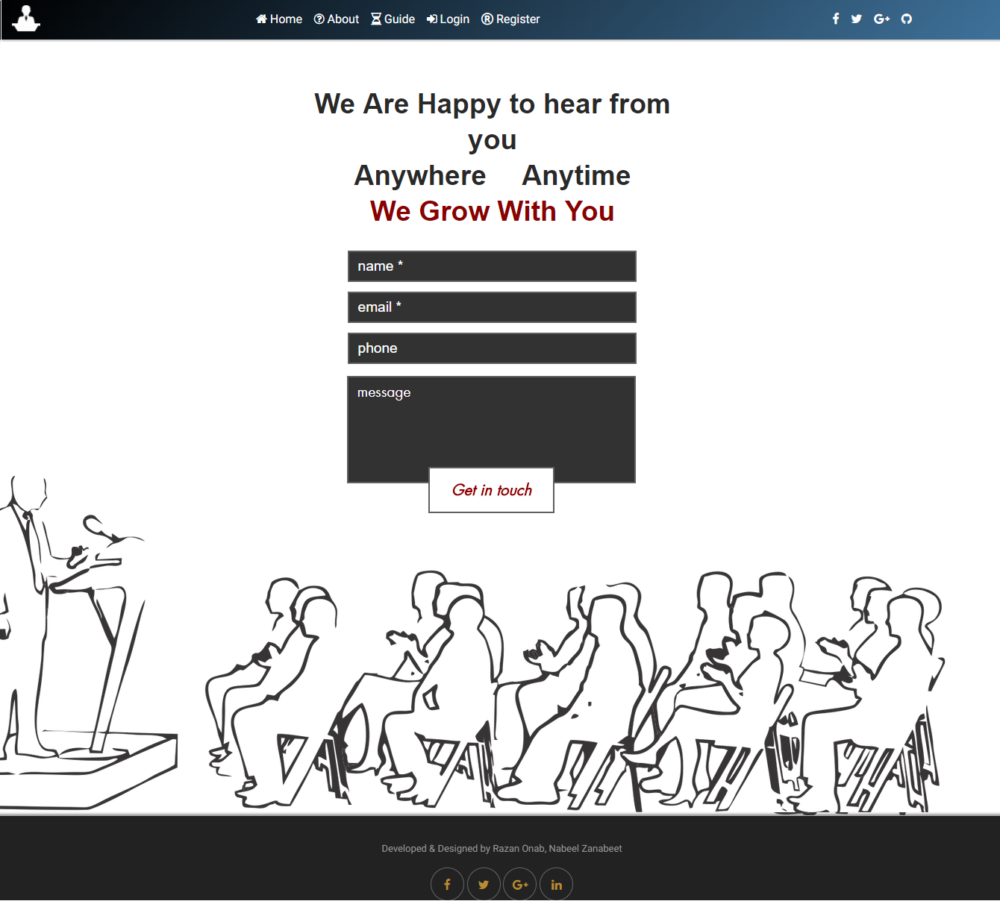 Home About Guide Login Register
We Are Happy to hear from
you
Anywhere Anytime
We Grow With You
name *
email *
phone
message
Get in touch
Developed & Designed by Razan Onab, Nabeel Zanabeet